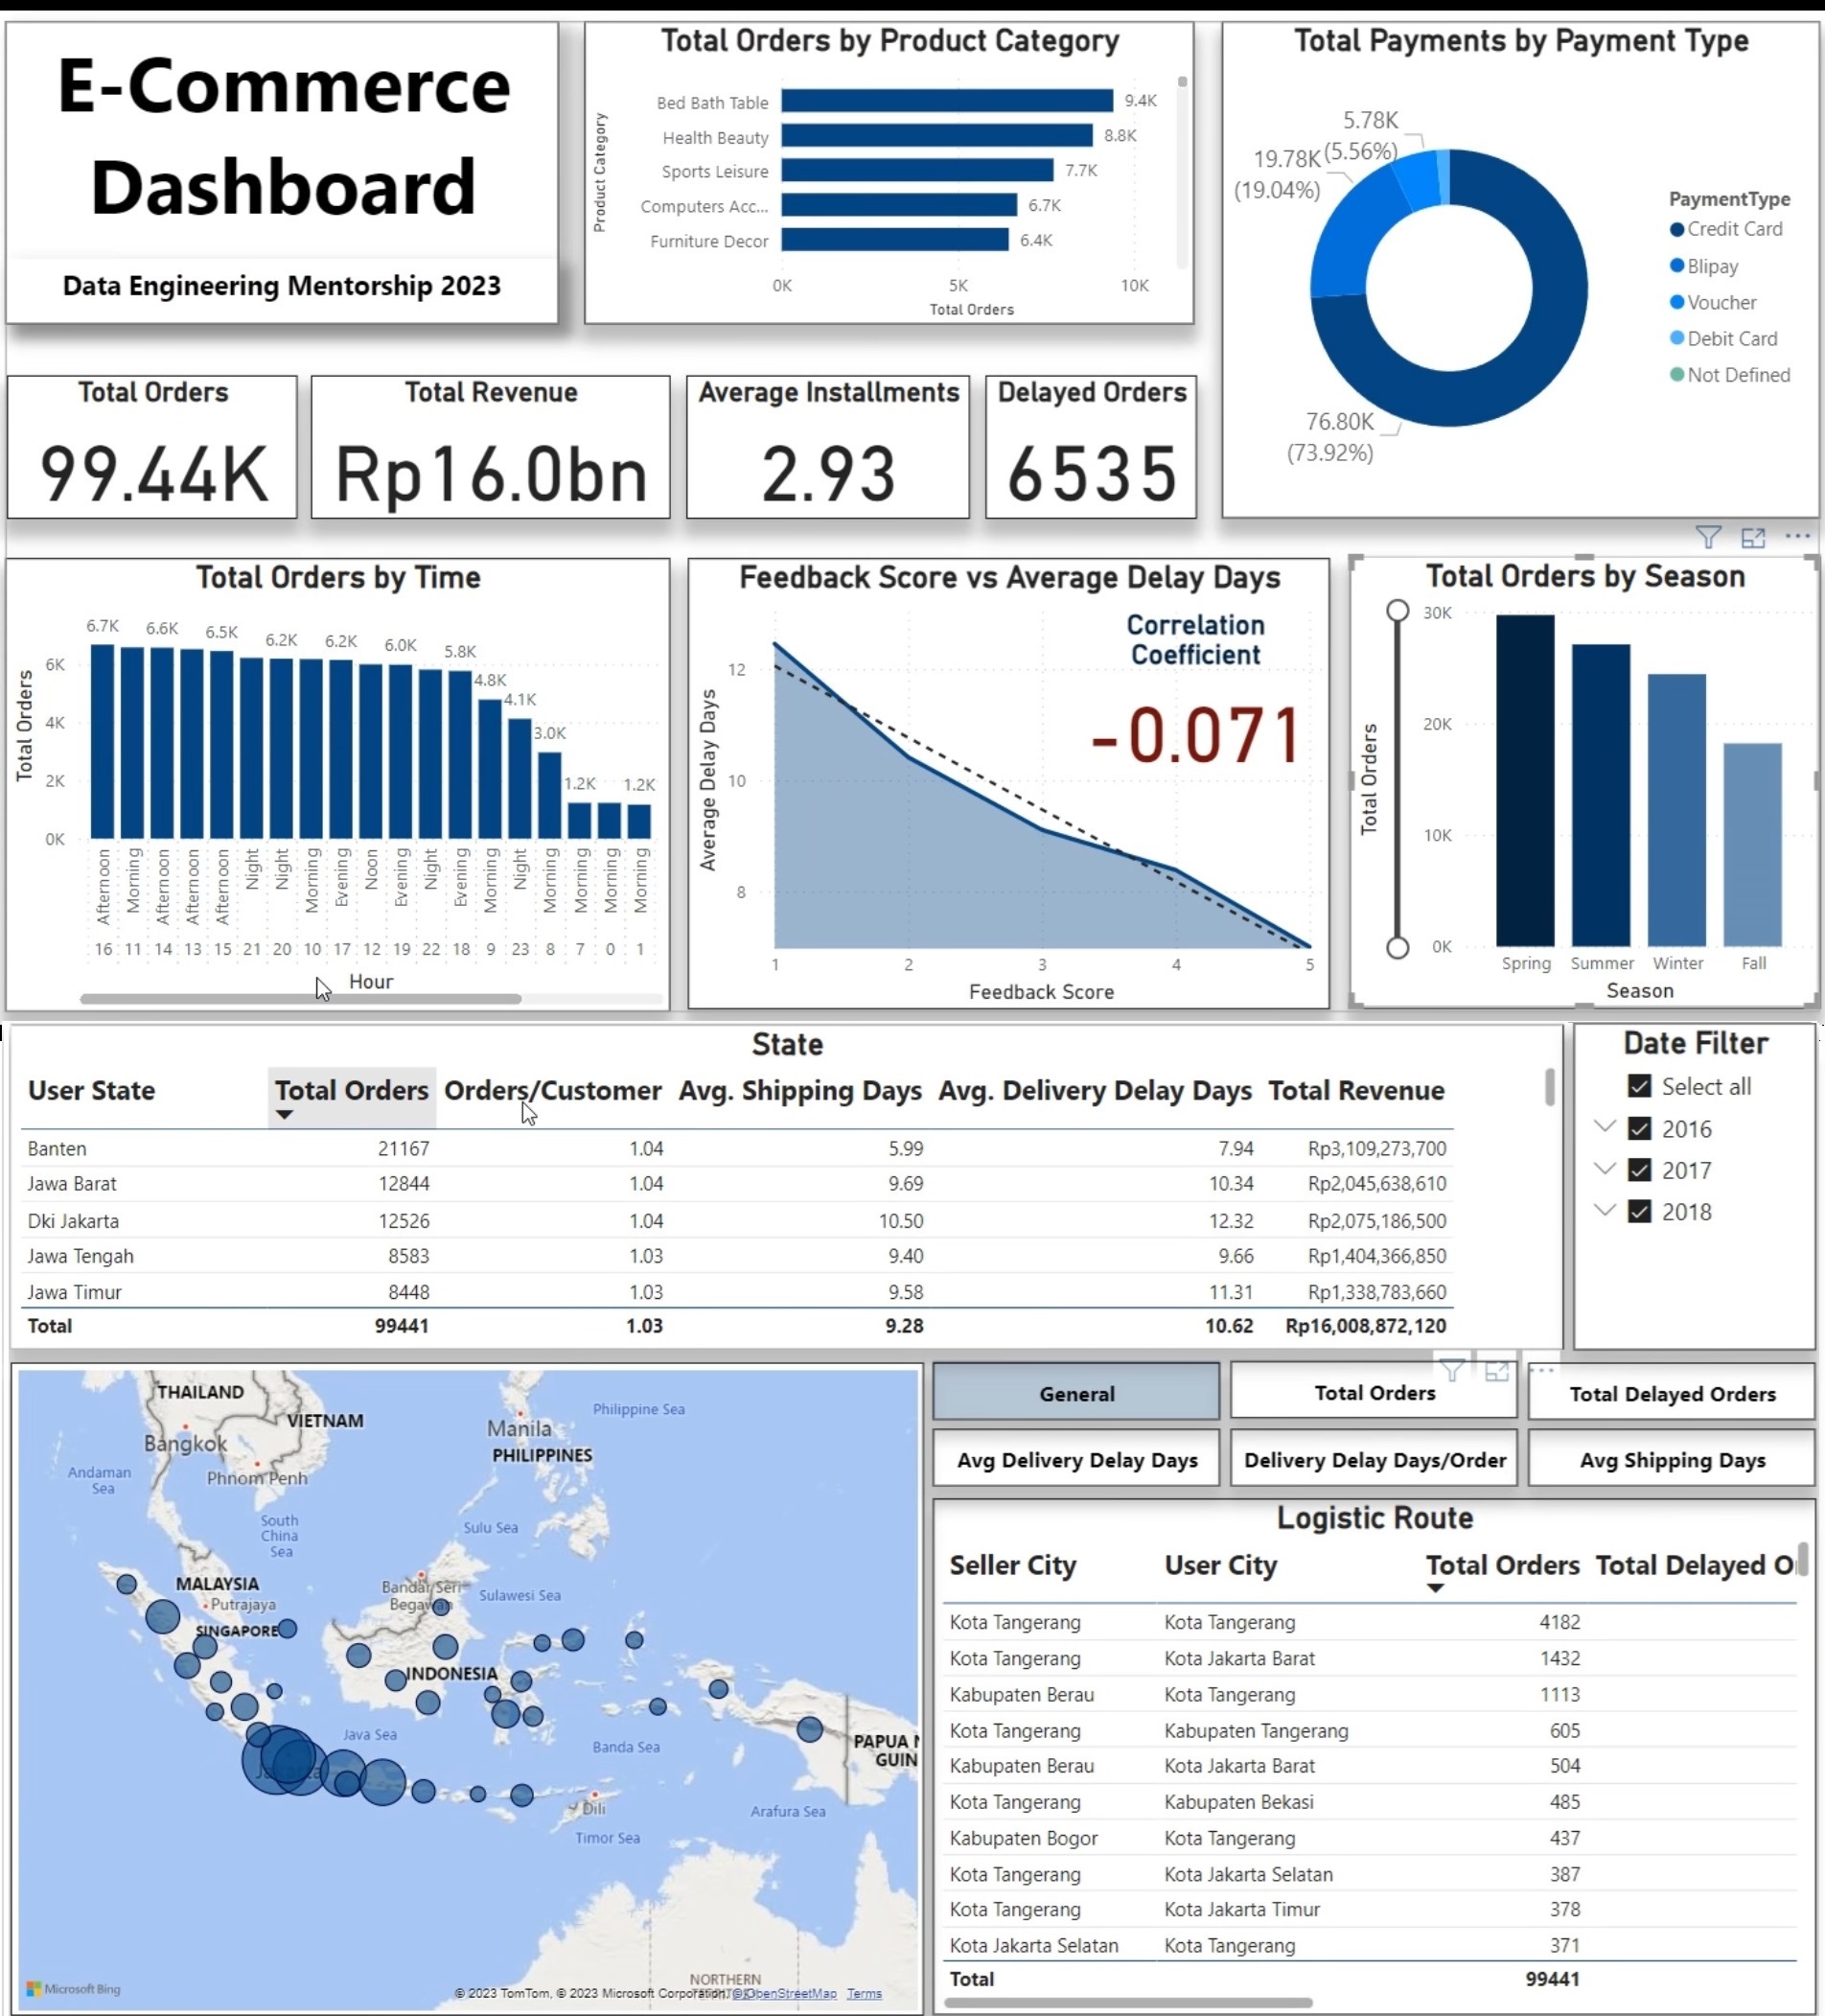 E-Commerce
Dashboard
Data Engineering Mentorship 2023
Total Orders by Product Category
Product Category
Bed Bath Table 9.4K
Health Beauty 8.8K
Sports Leisure 7.7K
Computers Acc... 6.7K
Furniture Decor 6.4K
0K 5K 10K
Total Orders
Total Payments by Payment Type
5.78K
(5.56%)
19.78K
(19.04%)
76.80K
(73.92%)
PaymentType
Credit Card
Blipay
Voucher
Debit Card
Not Defined
Total Orders
99.44K
Total Revenue
Rp16.0bn
Average Installments
2.93
Delayed Orders
6535
Total Orders by Time
Total Orders
6K
4K
2K
0K
6.7K 6.6K 6.5K 6.2K 6.2K 6.0K 5.8K 4.8K 4.1K 3.0K 1.2K 1.2K
Afternoon Morning Afternoon Afternoon Afternoon Night Night Morning Evening Noon Evening Night Evening Morning Night Morning Morning Morning Morning
16 11 14 13 15 21 20 10 17 12 19 22 18 9 23 8 7 0 1
Hour
Feedback Score vs Average Delay Days
Correlation
Coefficient
-0.071
Average Delay Days
12
10
8
1 2 3 4 5
Feedback Score
Total Orders by Season
Total Orders
30K
20K
10K
0K
Spring Summer Winter Fall
Season
State
User State Total Orders Orders/Customer Avg. Shipping Days Avg. Delivery Delay Days Total Revenue
Banten 21167 1.04 5.99 7.94 Rp3,109,273,700
Jawa Barat 12844 1.04 9.69 10.34 Rp2,045,638,610
Dki Jakarta 12526 1.04 10.50 12.32 Rp2,075,186,500
Jawa Tengah 8583 1.03 9.40 9.66 Rp1,404,366,850
Jawa Timur 8448 1.03 9.58 11.31 Rp1,338,783,660
Total 99441 1.03 9.28 10.62 Rp16,008,872,120
Date Filter
Select all
2016
2017
2018
THAILAND
VIETNAM
Bangkok
Phnom Penh
Andaman
Sea
South
China
Sea
Manila
PHILIPPINES
Philippine Sea
Sulu Sea
MALAYSIA
Putrajaya
SINGAPORE
Bandar Seri
Begawan
Sulawesi Sea
INDONESIA
Java Sea
Jakarta
Banda Sea
PAPUA N
GUIN
Dili
Timor Sea
Arafura Sea
NORTHERN
Microsoft Bing
© 2023 TomTom, © 2023 Microsoft Corporation, © OpenStreetMap Terms
General
Total Orders
Total Delayed Orders
Avg Delivery Delay Days
Delivery Delay Days/Order
Avg Shipping Days
Logistic Route
Seller City User City Total Orders Total Delayed O
Kota Tangerang Kota Tangerang 4182
Kota Tangerang Kota Jakarta Barat 1432
Kabupaten Berau Kota Tangerang 1113
Kota Tangerang Kabupaten Tangerang 605
Kabupaten Berau Kota Jakarta Barat 504
Kota Tangerang Kabupaten Bekasi 485
Kabupaten Bogor Kota Tangerang 437
Kota Tangerang Kota Jakarta Selatan 387
Kota Tangerang Kota Jakarta Timur 378
Kota Jakarta Selatan Kota Tangerang 371
Total 99441